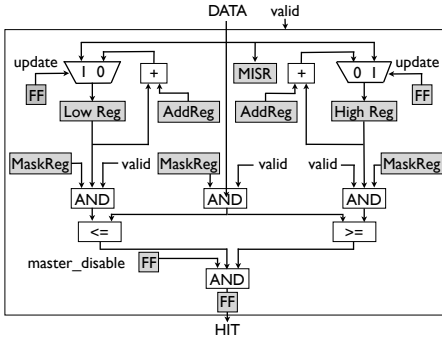 DATA
valid
update
1 0
+
MISR
+
0 1
update
FF
FF
Low Reg
AddReg
AddReg
High Reg
MaskReg
valid
MaskReg
valid
valid
MaskReg
AND
AND
AND
<=
>=
master_disable
FF
AND
FF
HIT